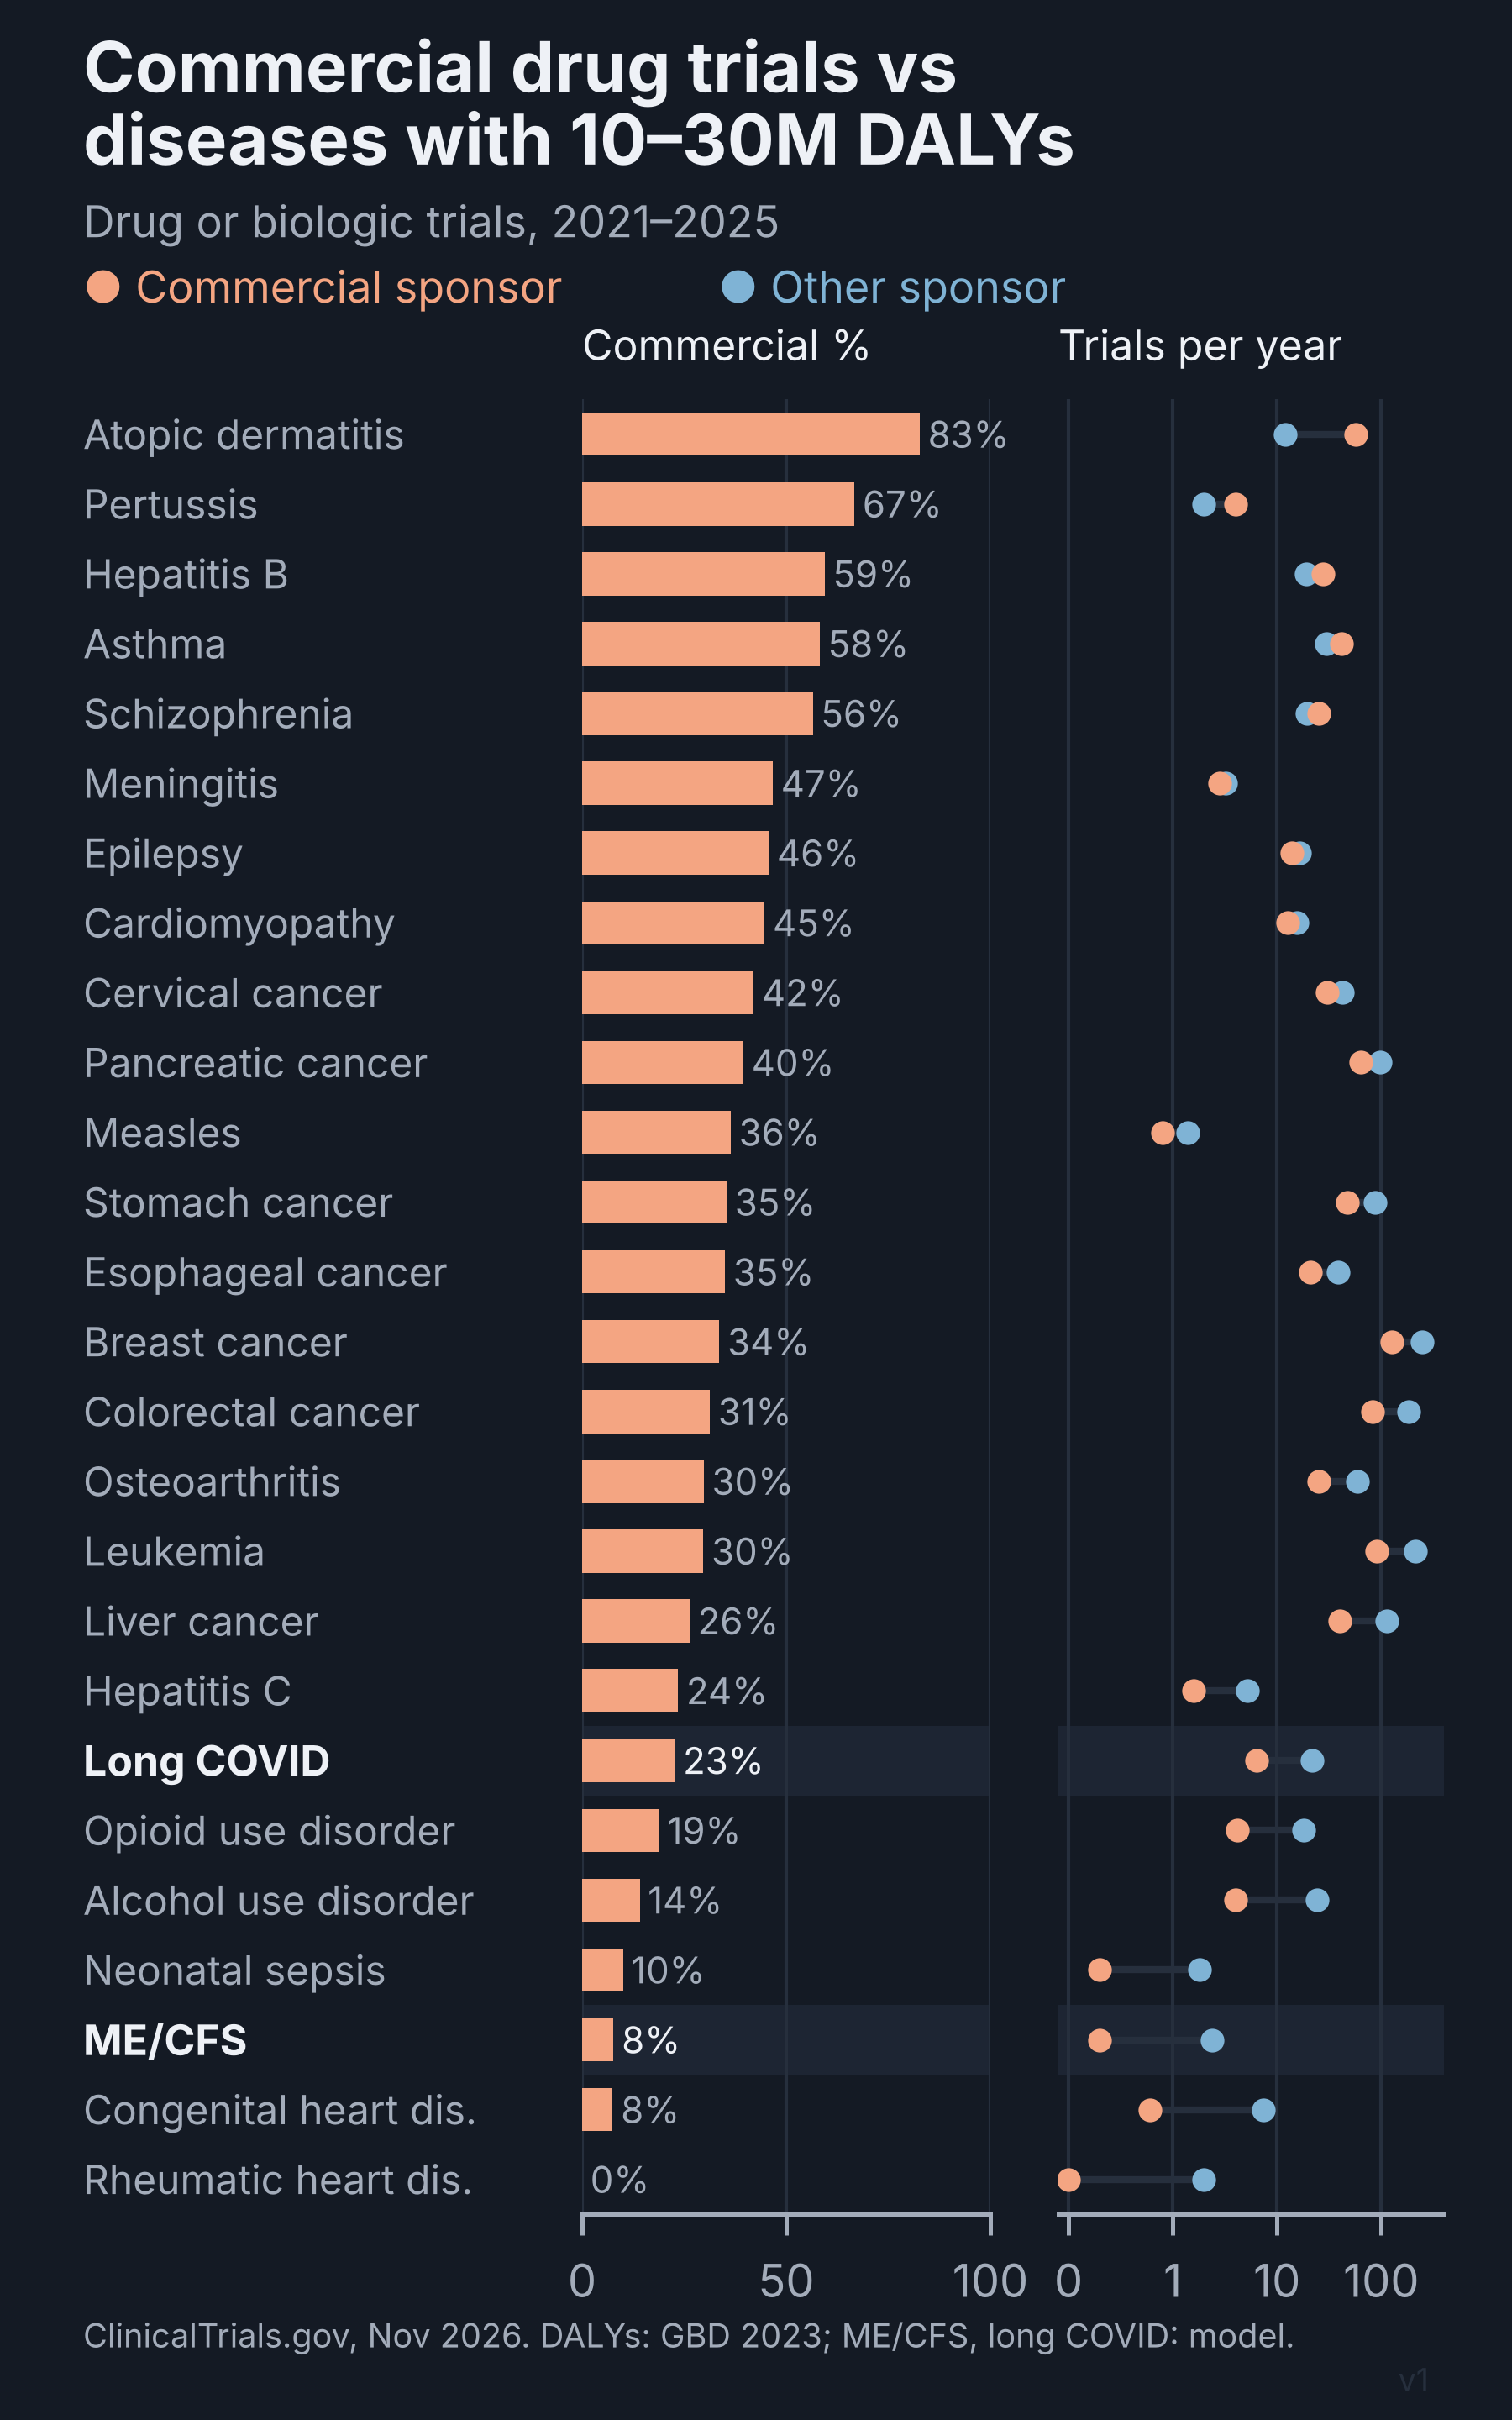 Commercial drug trials vs
diseases with 10–30M DALYs
Drug or biologic trials, 2021–2025
Commercial sponsor Other sponsor
Commercial % Trials per year
Atopic dermatitis 83%
Pertussis 67%
Hepatitis B 59%
Asthma 58%
Schizophrenia 56%
Meningitis 47%
Epilepsy 46%
Cardiomyopathy 45%
Cervical cancer 42%
Pancreatic cancer 40%
Measles 36%
Stomach cancer 35%
Esophageal cancer 35%
Breast cancer 34%
Colorectal cancer 31%
Osteoarthritis 30%
Leukemia 30%
Liver cancer 26%
Hepatitis C 24%
Long COVID 23%
Opioid use disorder 19%
Alcohol use disorder 14%
Neonatal sepsis 10%
ME/CFS 8%
Congenital heart dis. 8%
Rheumatic heart dis. 0%
0 50 100 0 1 10 100
ClinicalTrials.gov, Nov 2026. DALYs: GBD 2023; ME/CFS, long COVID: model.
v1